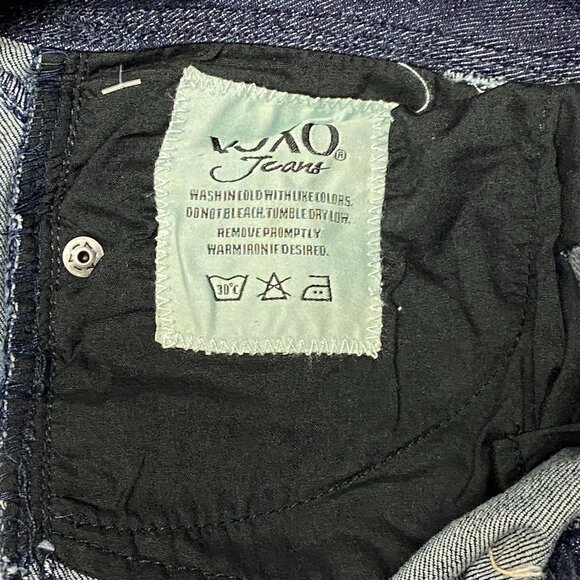 VOXO®
Jeans
WASH IN COLD WITH LIKE COLORS.
DO NOT BLEACH. TUMBLE DRY LOW.
REMOVE PROMPTLY
WARM IRON IF DESIRED.
30°C